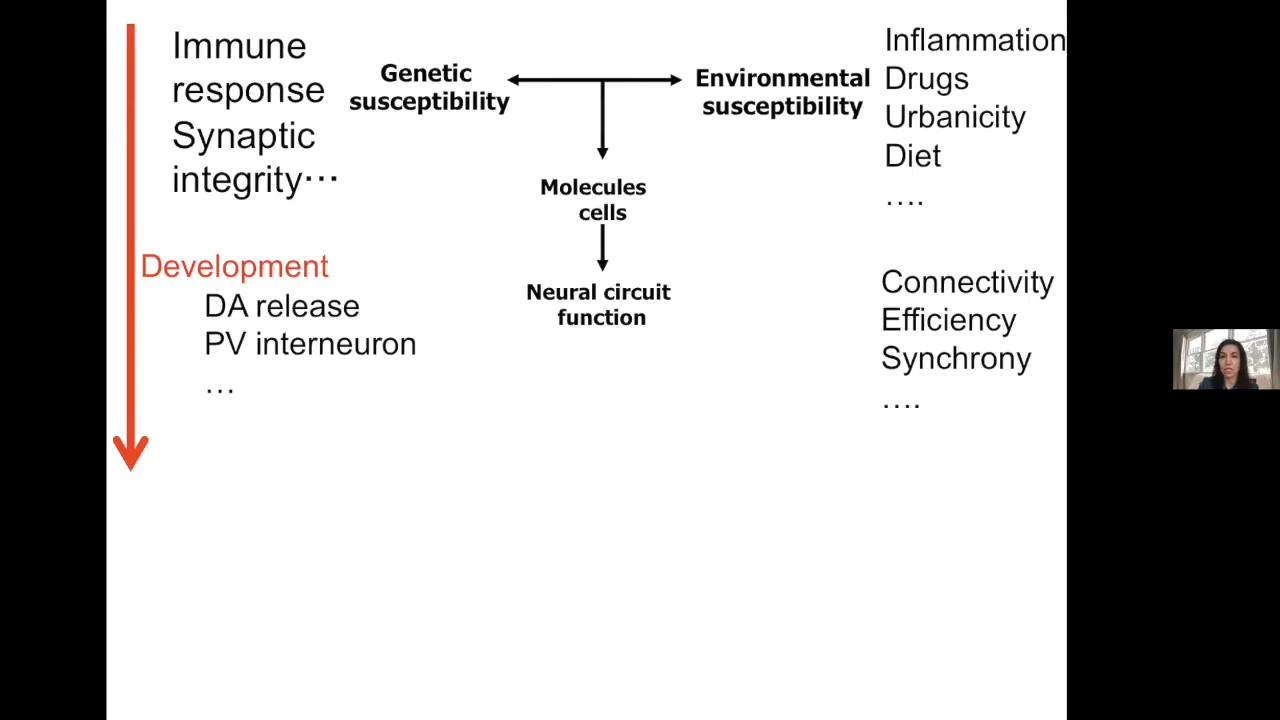 Immune
response
Synaptic
integrity…
Genetic
susceptibility
Environmental
susceptibility
Inflammation
Drugs
Urbanicity
Diet
….
Molecules
cells
Development
DA release
PV interneuron
…
Neural circuit
function
Connectivity
Efficiency
Synchrony
….